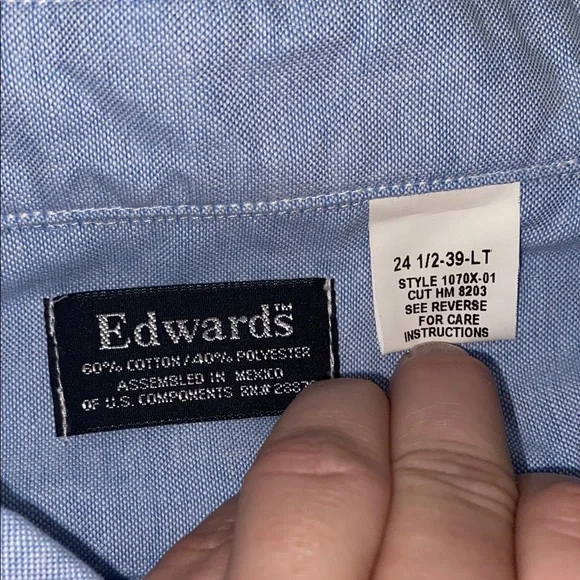 Edwards™
60% COTTON/40% POLYESTER
ASSEMBLED IN MEXICO
OF U.S. COMPONENTS RN#
24 1/2-39-LT
STYLE 1070X-01
CUT HM 8203
SEE REVERSE
FOR CARE
INSTRUCTIONS